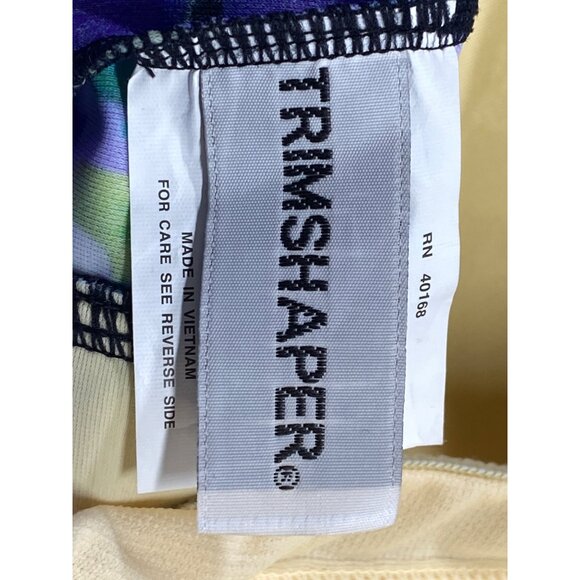 TRIMSHAPER®
RN 40168
MADE IN VIETNAM
FOR CARE SEE REVERSE SIDE